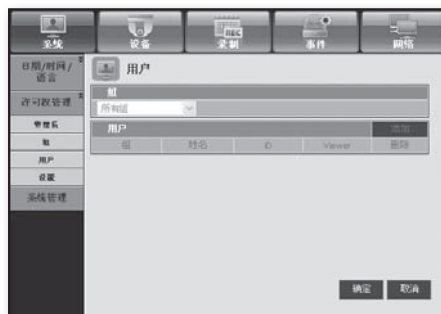 系统 设备 录制 事件 网络
REC
日期/时间/
语言
用户
许可权管理
组
所有组
管理员
用户 添加
组
组 姓名 ID Viewer 删除
用户
设置
系统管理
确定 取消